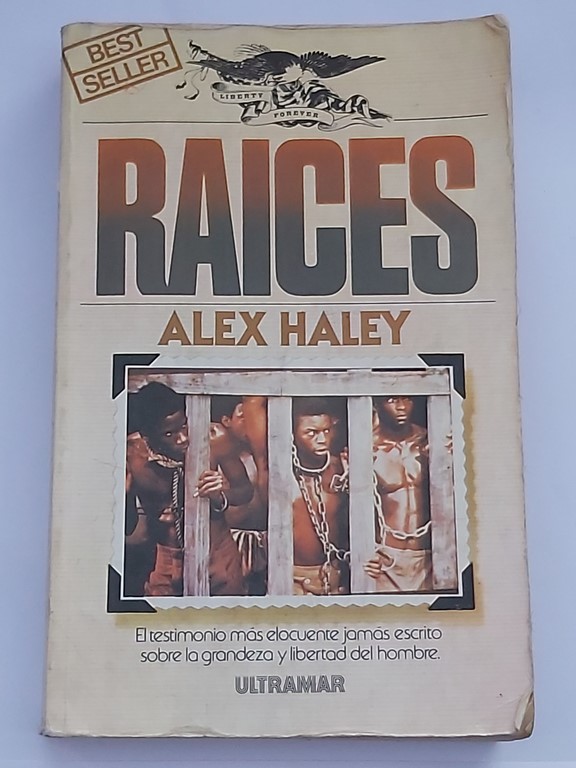 BEST
SELLER
LIBERTY
FOREVER
RAICES
ALEX HALEY
El testimonio más elocuente jamás escrito
sobre la grandeza y libertad del hombre.
ULTRAMAR